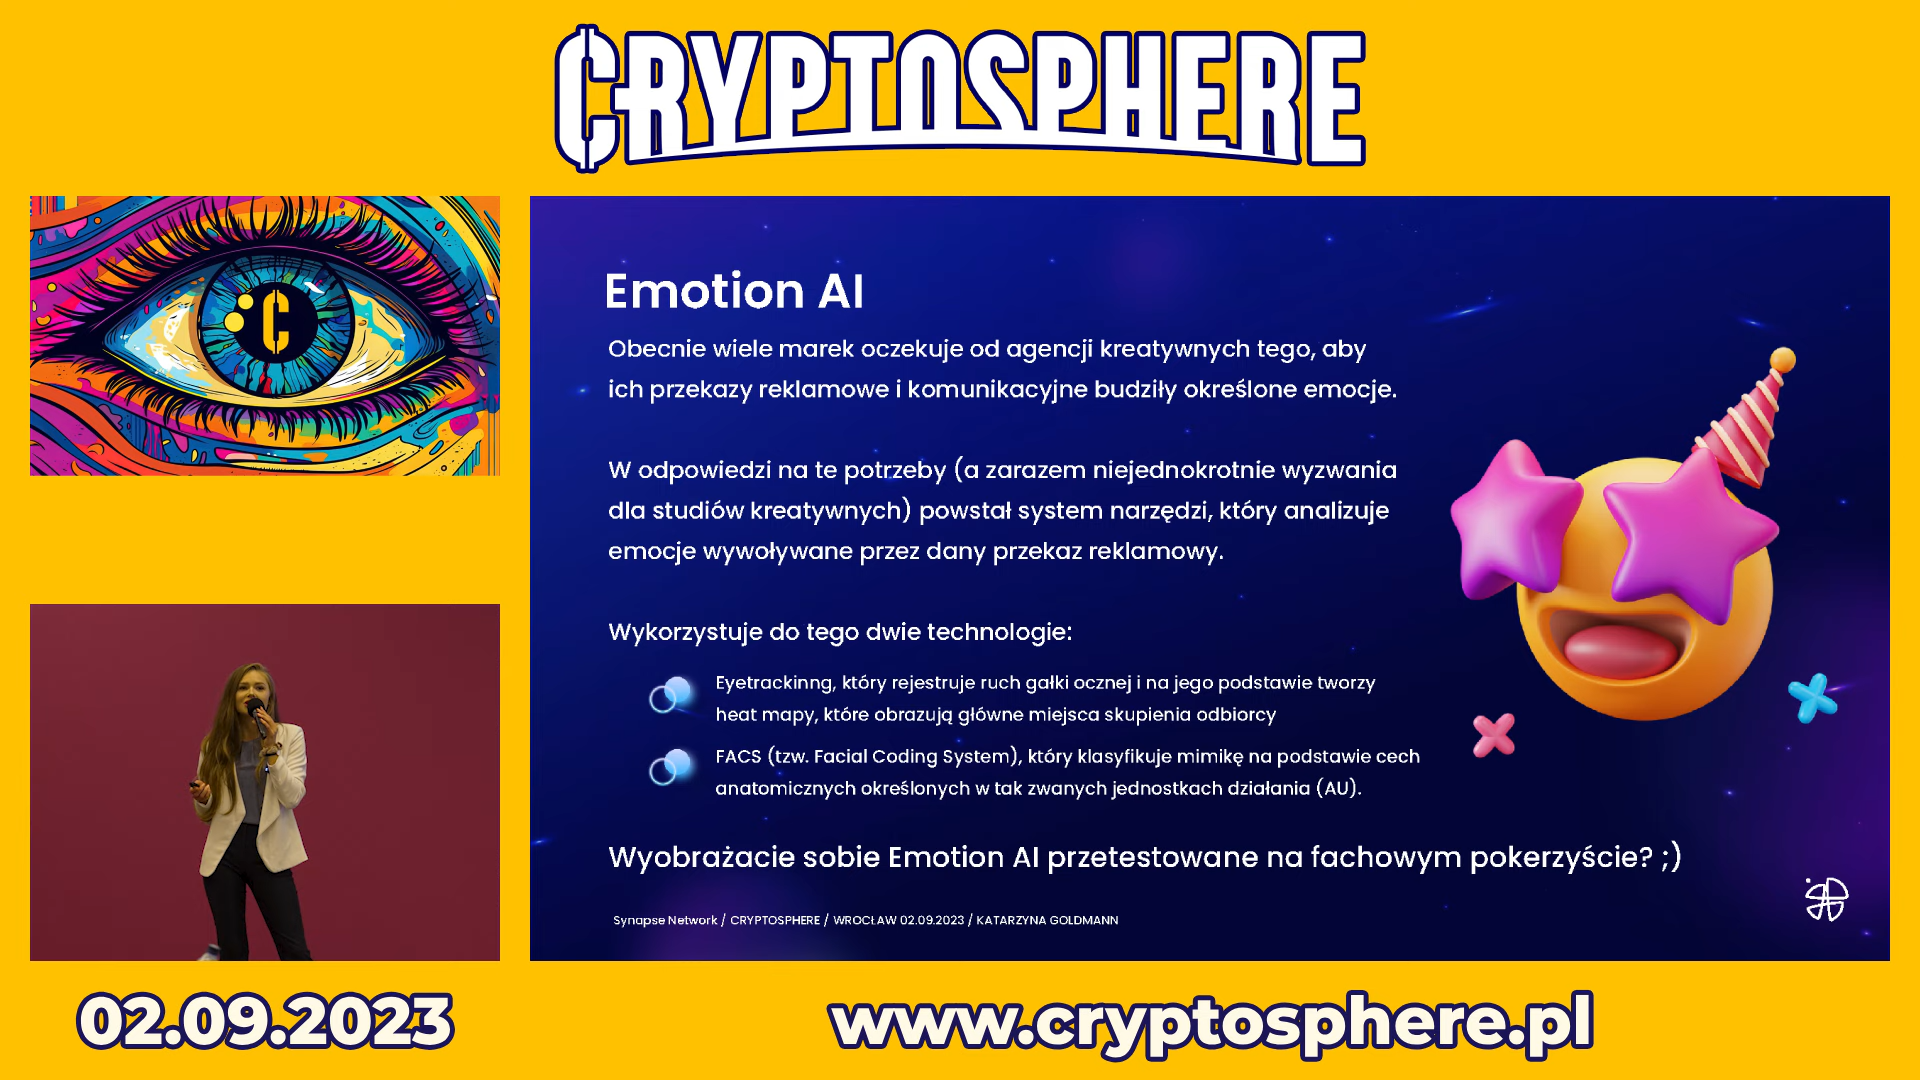 CRYPTOSPHERE
C
Emotion AI
Obecnie wiele marek oczekuje od agencji kreatywnych tego, aby
ich przekazy reklamowe i komunikacyjne budziły określone emocje.
W odpowiedzi na te potrzeby (a zarazem niejednokrotnie wyzwania
dla studiów kreatywnych) powstał system narzędzi, który analizuje
emocje wywoływane przez dany przekaz reklamowy.
Wykorzystuje do tego dwie technologie:
Eyetrackinng, który rejestruje ruch gałki ocznej i na jego podstawie tworzy
heat mapy, które obrazują główne miejsca skupienia odbiorcy
FACS (tzw. Facial Coding System), który klasyfikuje mimikę na podstawie cech
anatomicznych określonych w tak zwanych jednostkach działania (AU).
Wyobrażacie sobie Emotion AI przetestowane na fachowym pokerzyście? ;)
Synapse Network / CRYPTOSPHERE / WROCŁAW 02.09.2023 / KATARZYNA GOLDMANN
02.09.2023
www.cryptosphere.pl